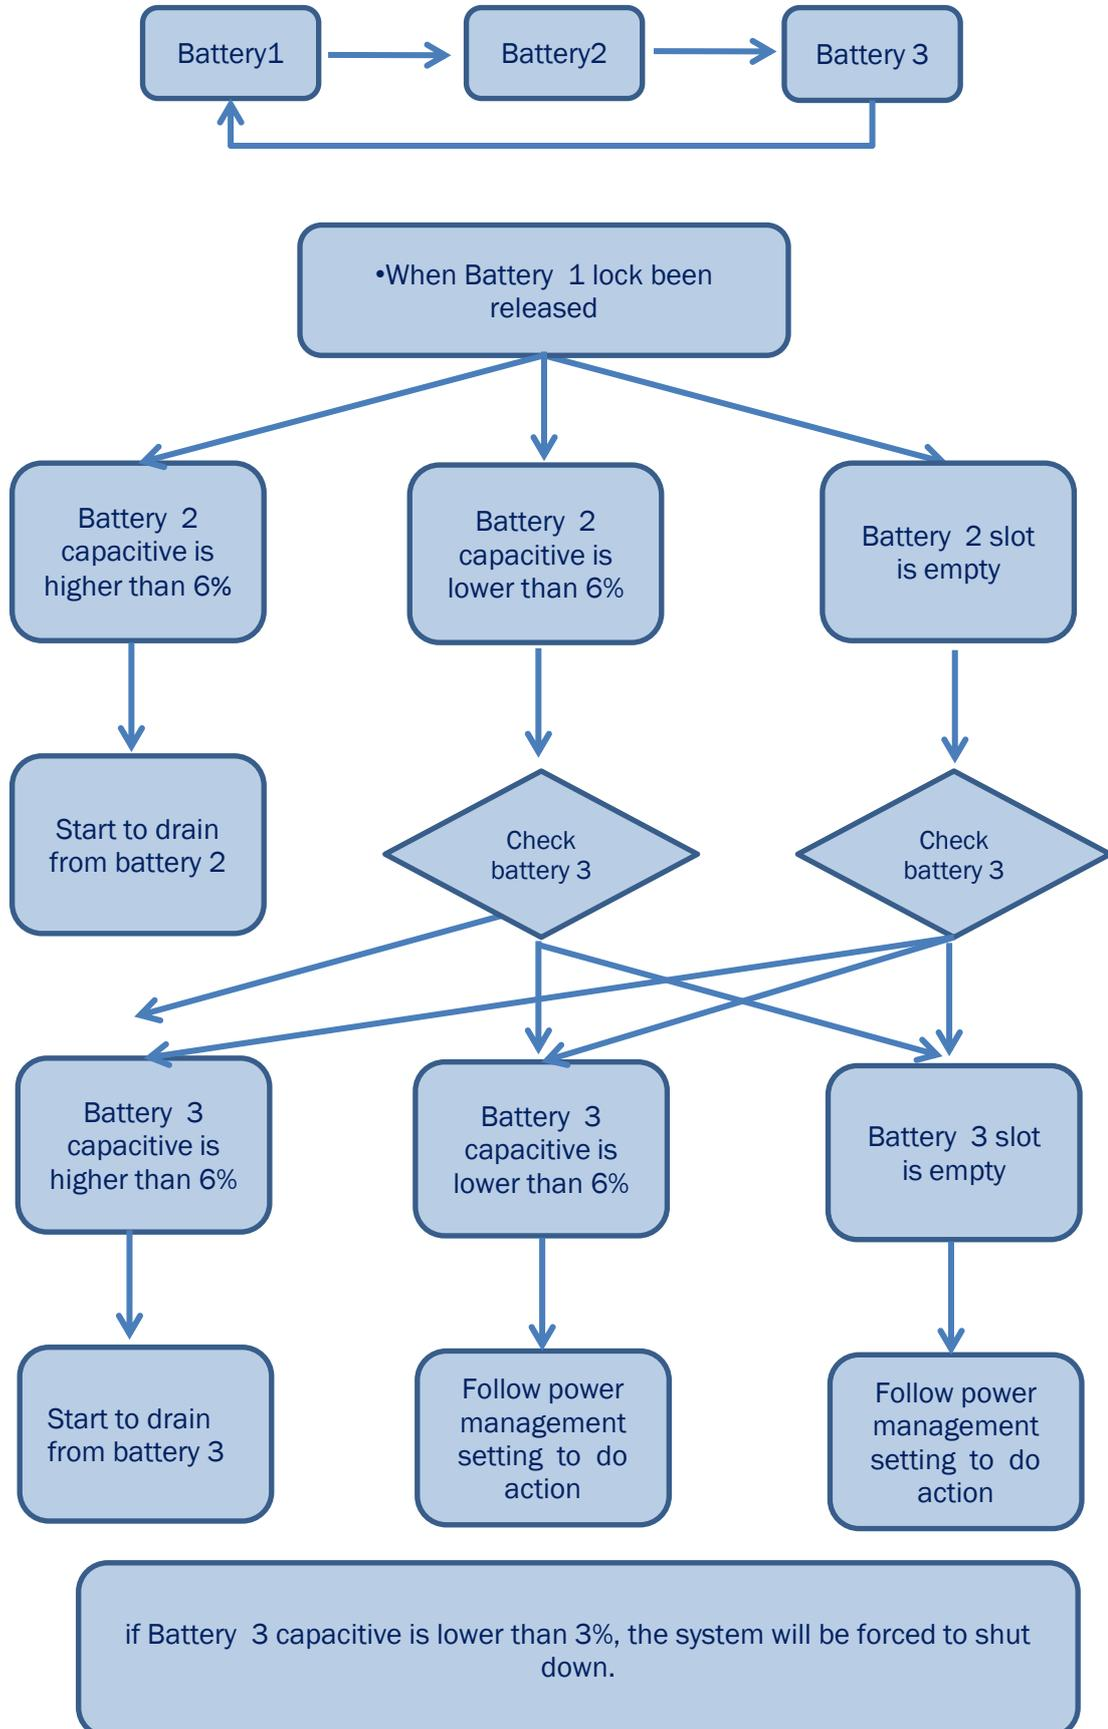 Battery1
Battery2
Battery 3
•When Battery  1 lock been
released
Battery  2
capacitive is
higher than 6%
Battery  2
capacitive is
lower than 6%
Battery  2 slot
is empty
Start to drain
from battery 2
Check
battery 3
Check
battery 3
Battery  3
capacitive is
higher than 6%
Battery  3
capacitive is
lower than 6%
Battery  3 slot
is empty
Start to drain
from battery 3
Follow power
management
setting  to  do
action
Follow power
management
setting  to  do
action
if Battery  3 capacitive is lower than 3%, the system will be forced to shut
down.